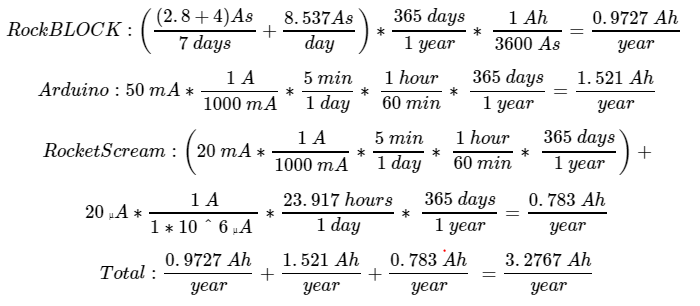 RockBLOCK : ( (2.8 + 4)As / 7 days + 8.537As / day ) * 365 days / 1 year * 1 Ah / 3600 As = 0.9727 Ah / year
Arduino : 50 mA * 1 A / 1000 mA * 5 min / 1 day * 1 hour / 60 min * 365 days / 1 year = 1.521 Ah / year
RocketScream : ( 20 mA * 1 A / 1000 mA * 5 min / 1 day * 1 hour / 60 min * 365 days / 1 year ) +
20 μA * 1 A / 1 * 10 ^ 6 μA * 23.917 hours / 1 day * 365 days / 1 year = 0.783 Ah / year
Total : 0.9727 Ah / year + 1.521 Ah / year + 0.783 Ah / year = 3.2767 Ah / year